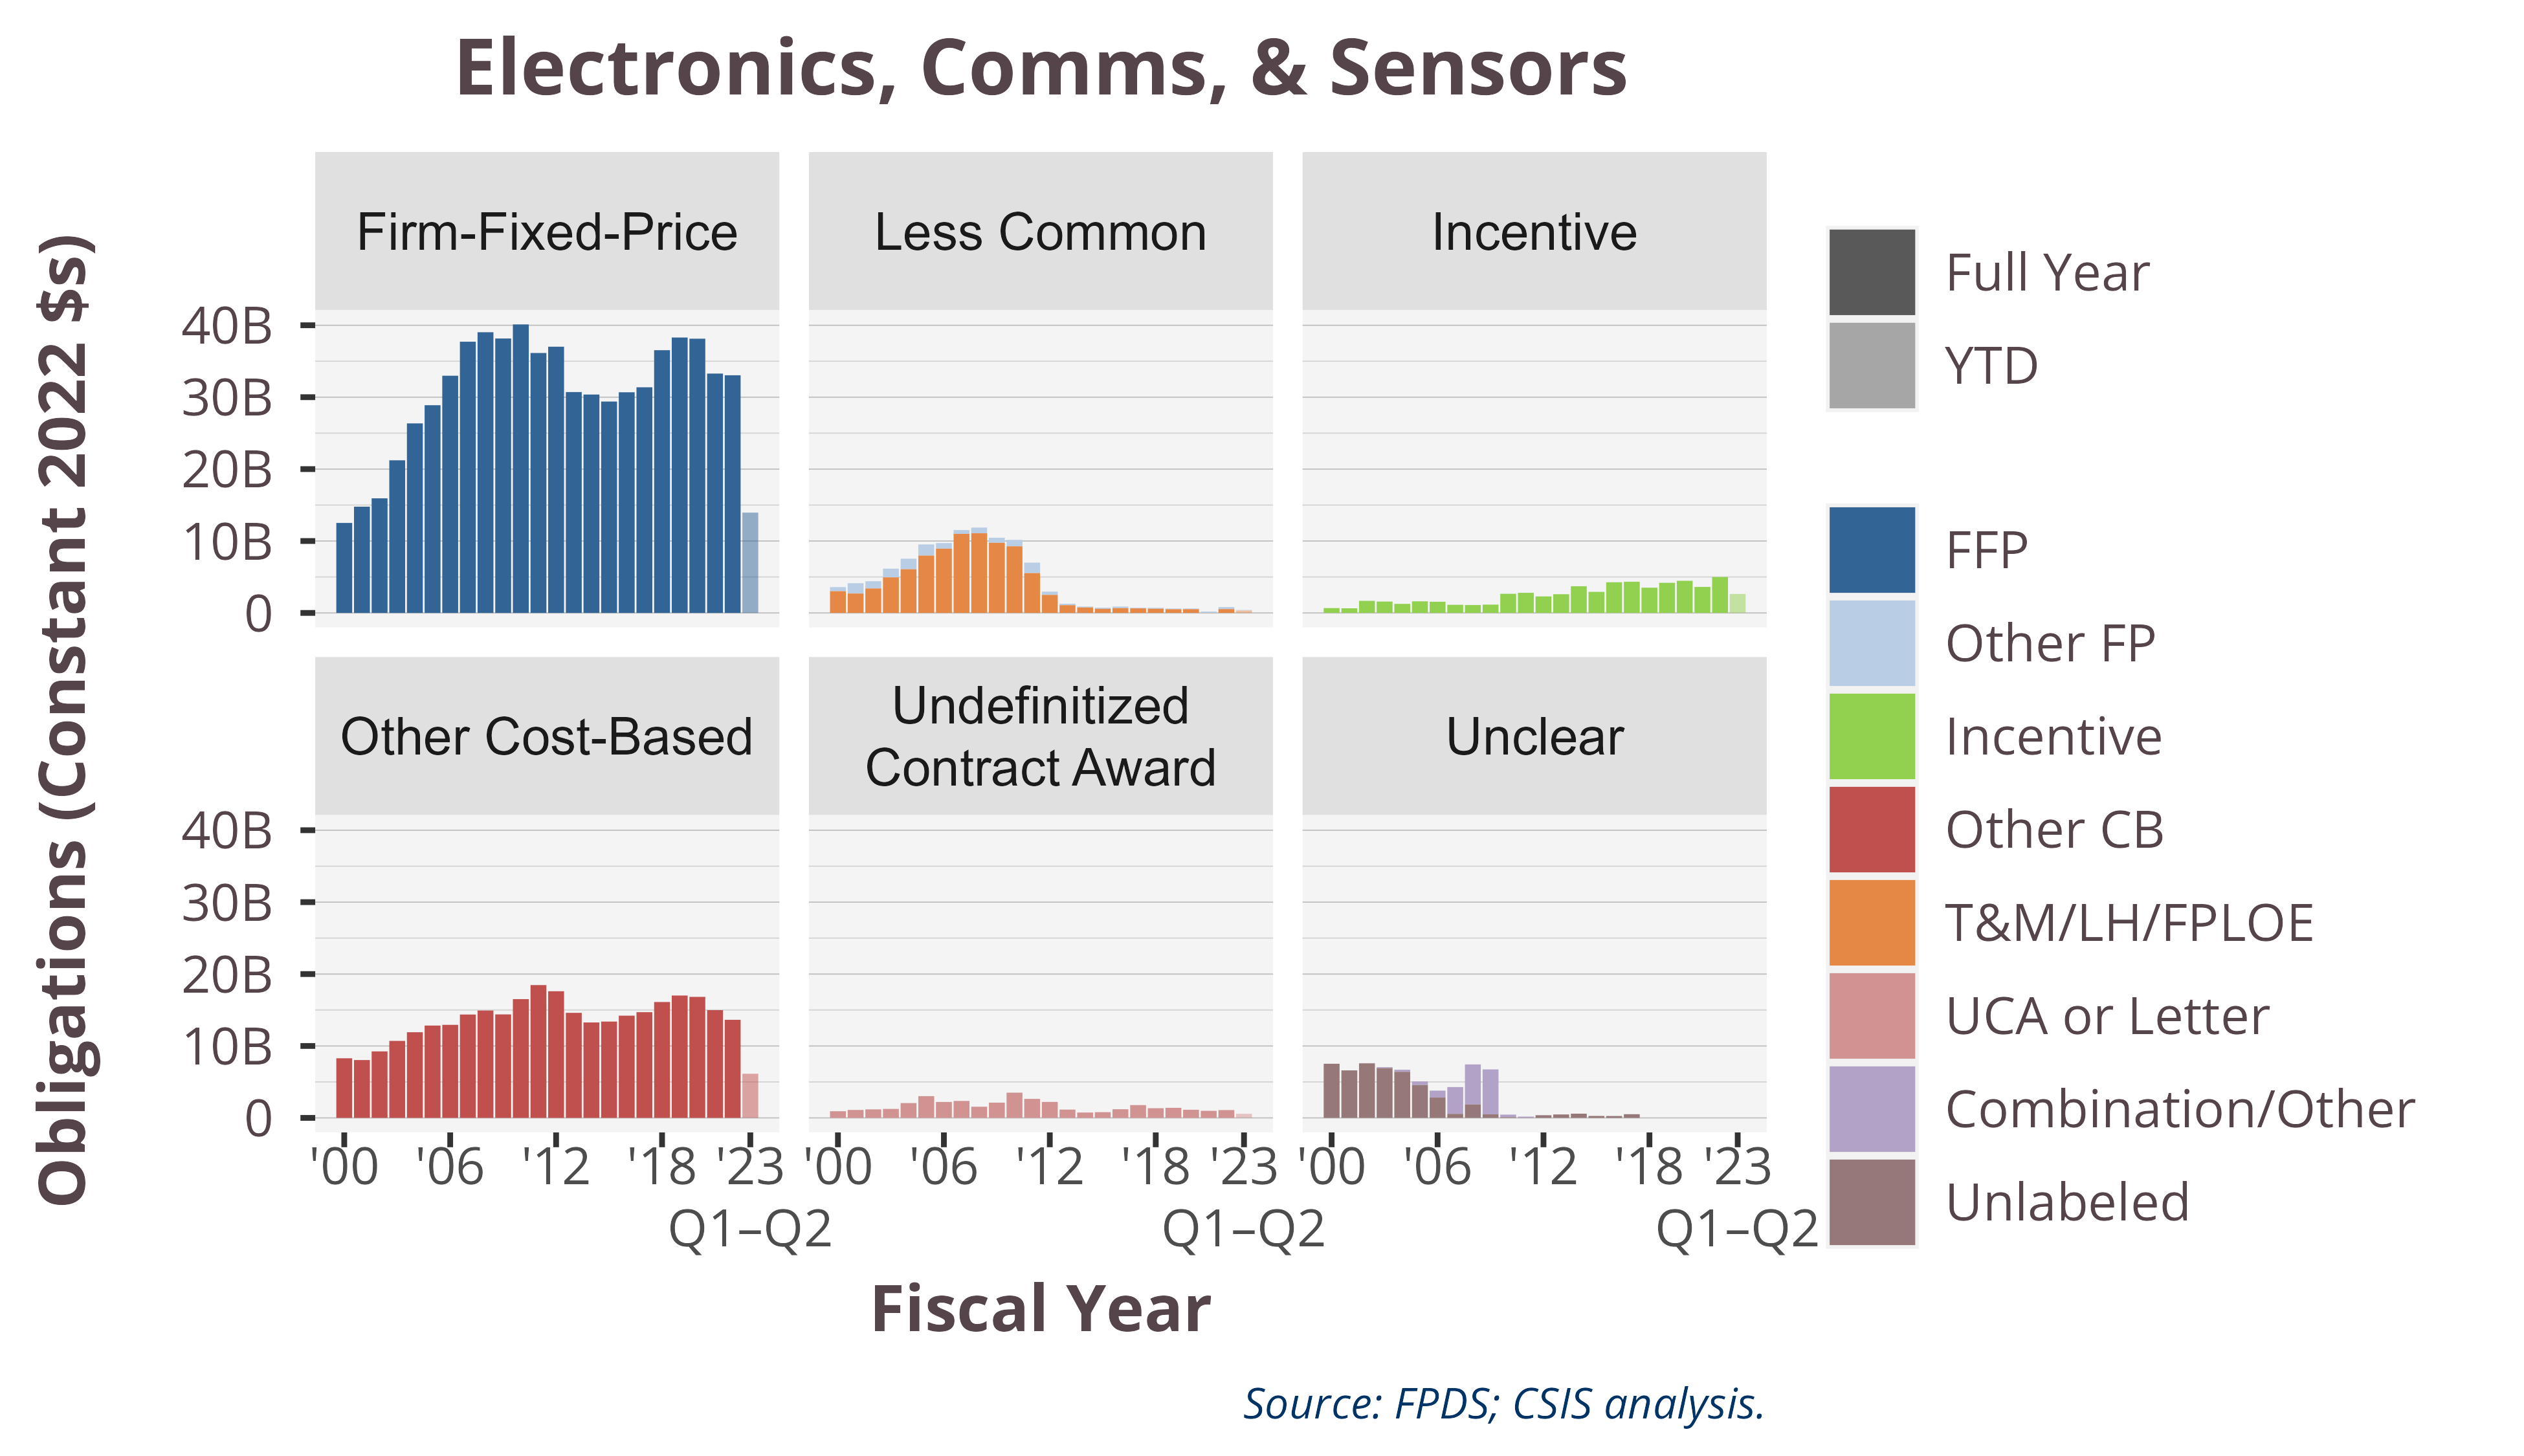 Electronics, Comms, & Sensors
Obligations (Constant 2022 $s)
Firm-Fixed-Price
Less Common
Incentive
40B
30B
20B
10B
0
Other Cost-Based
Undefinitized
Contract Award
Unclear
40B
30B
20B
10B
0
'00 '06 '12 '18 '23
Q1–Q2
'00 '06 '12 '18 '23
Q1–Q2
'00 '06 '12 '18 '23
Q1–Q2
Fiscal Year
Full Year
YTD
FFP
Other FP
Incentive
Other CB
T&M/LH/FPLOE
UCA or Letter
Combination/Other
Unlabeled
Source: FPDS; CSIS analysis.